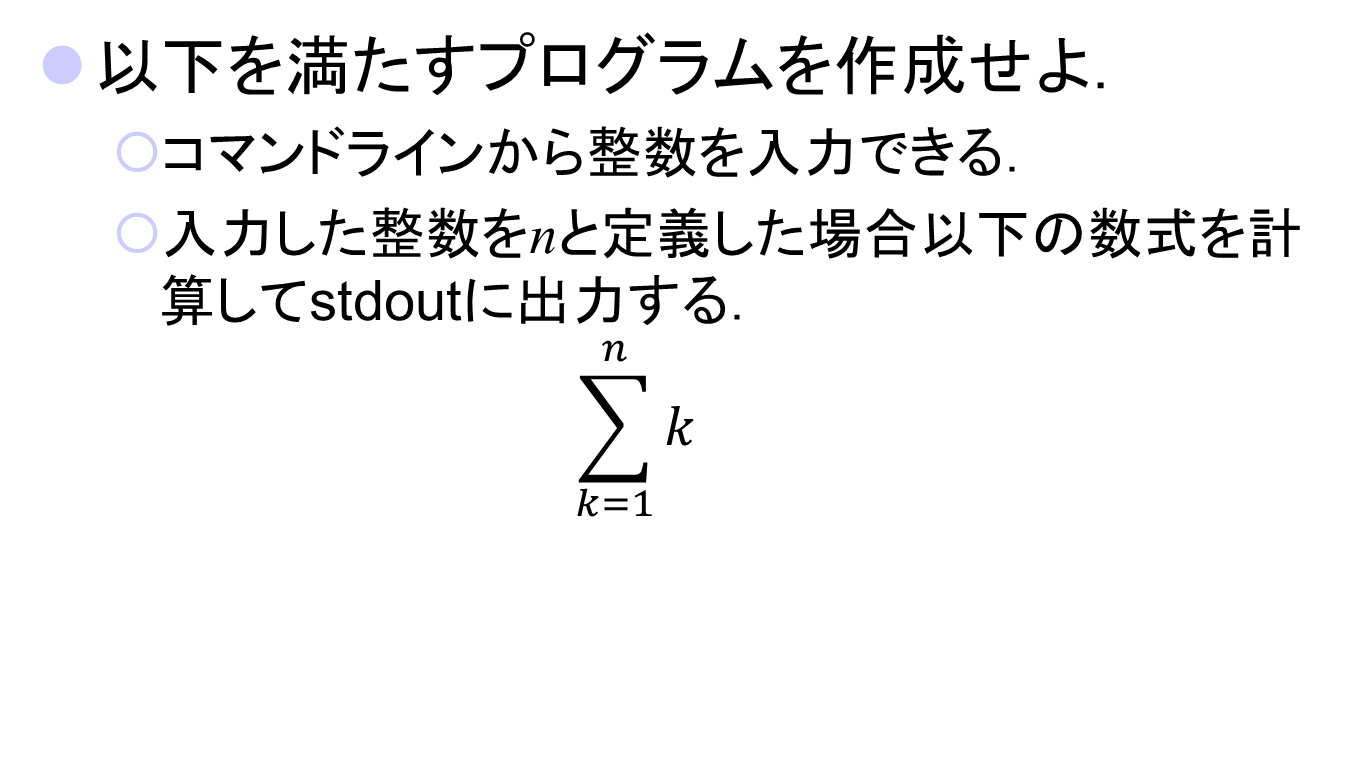 以下を満たすプログラムを作成せよ.
コマンドラインから整数を入力できる.
入力した整数をnと定義した場合以下の数式を計
算してstdoutに出力する.
n
∑ k
k=1